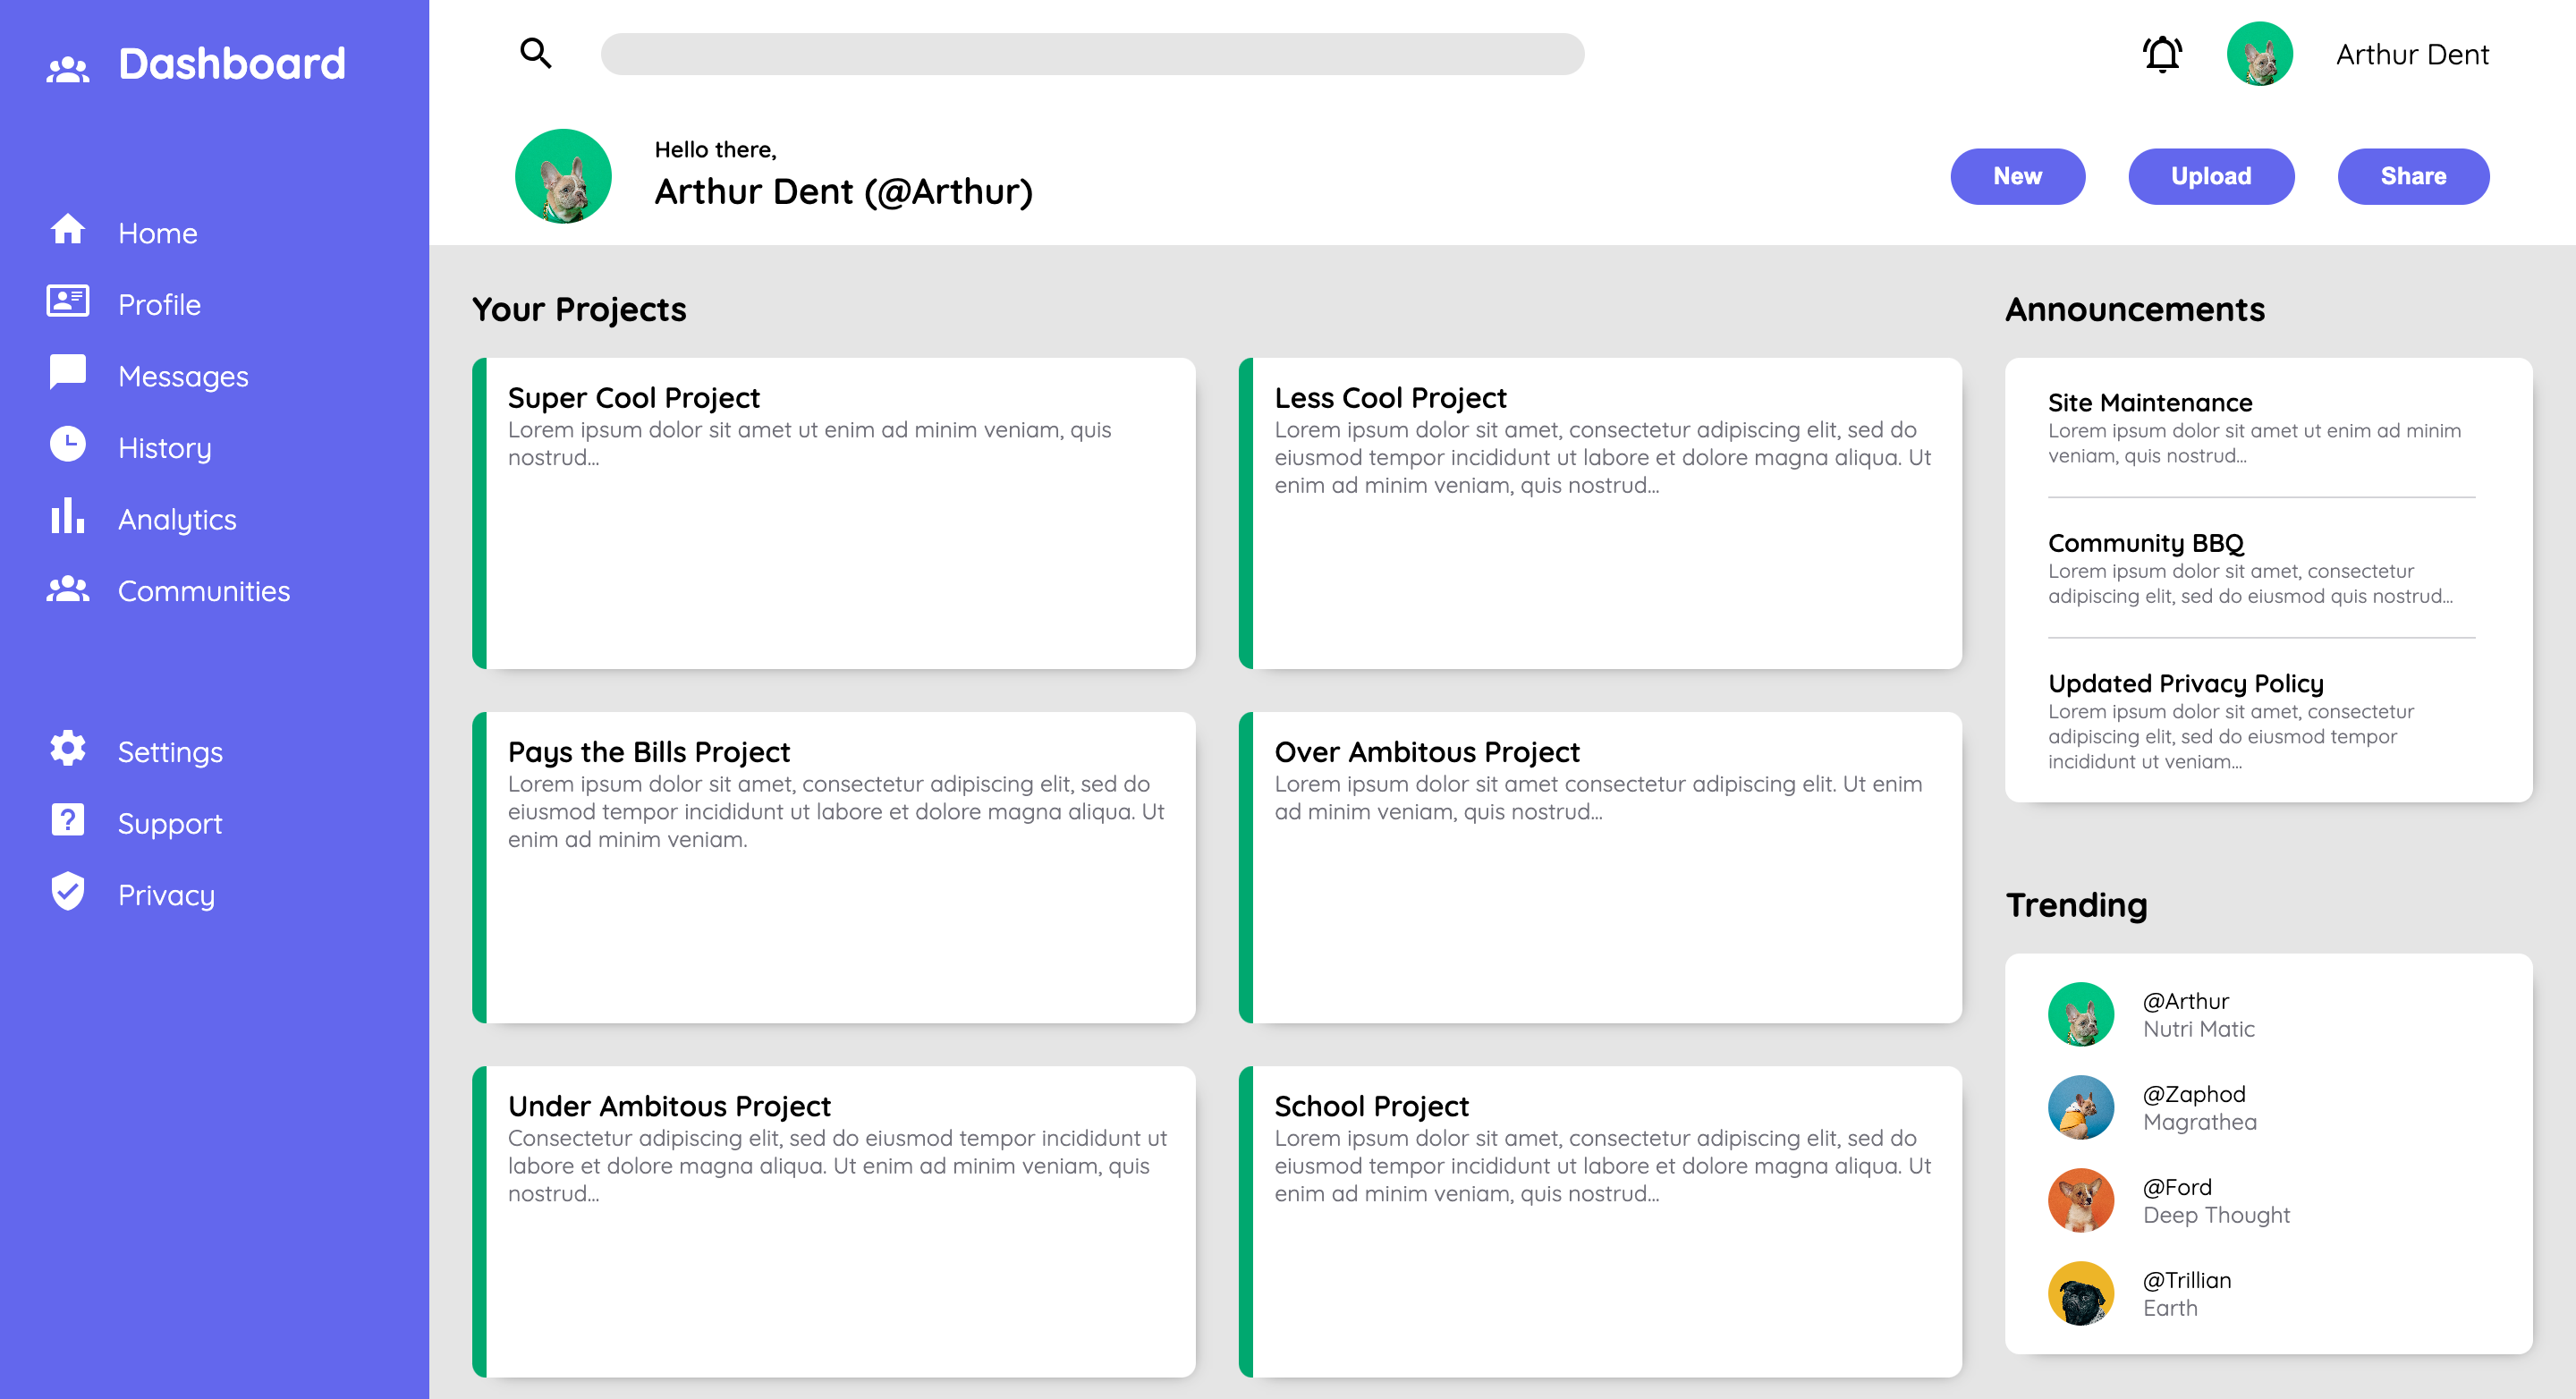 Dashboard
Home
Profile
Messages
History
Analytics
Communities
Settings
Support
Privacy
Arthur Dent
Hello there,
Arthur Dent (@Arthur)
New
Upload
Share
Your Projects
Super Cool Project
Lorem ipsum dolor sit amet ut enim ad minim veniam, quis
nostrud...
Less Cool Project
Lorem ipsum dolor sit amet, consectetur adipiscing elit, sed do
eiusmod tempor incididunt ut labore et dolore magna aliqua. Ut
enim ad minim veniam, quis nostrud...
Pays the Bills Project
Lorem ipsum dolor sit amet, consectetur adipiscing elit, sed do
eiusmod tempor incididunt ut labore et dolore magna aliqua. Ut
enim ad minim veniam.
Over Ambitous Project
Lorem ipsum dolor sit amet consectetur adipiscing elit. Ut enim
ad minim veniam, quis nostrud...
Under Ambitous Project
Consectetur adipiscing elit, sed do eiusmod tempor incididunt ut
labore et dolore magna aliqua. Ut enim ad minim veniam, quis
nostrud...
School Project
Lorem ipsum dolor sit amet, consectetur adipiscing elit, sed do
eiusmod tempor incididunt ut labore et dolore magna aliqua. Ut
enim ad minim veniam, quis nostrud...
Announcements
Site Maintenance
Lorem ipsum dolor sit amet ut enim ad minim
veniam, quis nostrud...
Community BBQ
Lorem ipsum dolor sit amet, consectetur
adipiscing elit, sed do eiusmod quis nostrud...
Updated Privacy Policy
Lorem ipsum dolor sit amet, consectetur
adipiscing elit, sed do eiusmod tempor
incididunt ut veniam...
Trending
@Arthur
Nutri Matic
@Zaphod
Magrathea
@Ford
Deep Thought
@Trillian
Earth